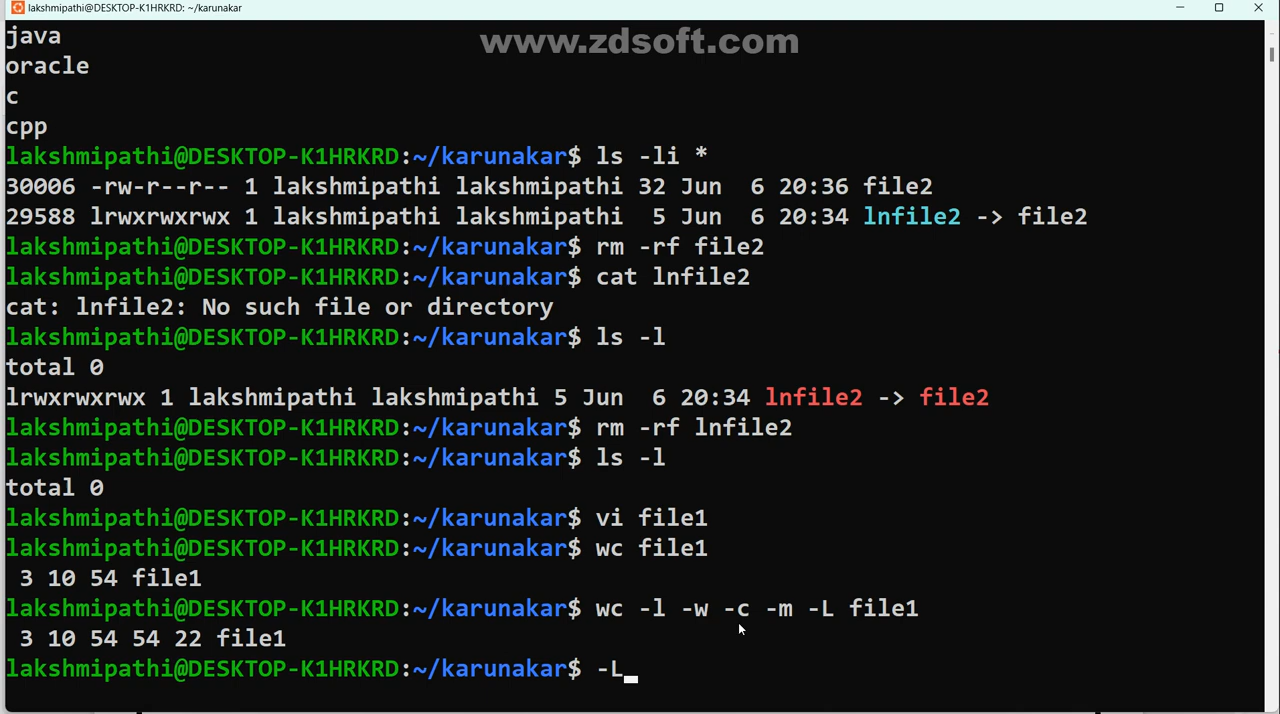 lakshmipathi@DESKTOP-K1HRKRD: ~/karunakar
www.zdsoft.com
java
oracle
c
cpp
lakshmipathi@DESKTOP-K1HRKRD:~/karunakar$ ls -li *
30006 -rw-r--r-- 1 lakshmipathi lakshmipathi 32 Jun  6 20:36 file2
29588 lrwxrwxrwx 1 lakshmipathi lakshmipathi  5 Jun  6 20:34 lnfile2 -> file2
lakshmipathi@DESKTOP-K1HRKRD:~/karunakar$ rm -rf file2
lakshmipathi@DESKTOP-K1HRKRD:~/karunakar$ cat lnfile2
cat: lnfile2: No such file or directory
lakshmipathi@DESKTOP-K1HRKRD:~/karunakar$ ls -l
total 0
lrwxrwxrwx 1 lakshmipathi lakshmipathi 5 Jun  6 20:34 lnfile2 -> file2
lakshmipathi@DESKTOP-K1HRKRD:~/karunakar$ rm -rf lnfile2
lakshmipathi@DESKTOP-K1HRKRD:~/karunakar$ ls -l
total 0
lakshmipathi@DESKTOP-K1HRKRD:~/karunakar$ vi file1
lakshmipathi@DESKTOP-K1HRKRD:~/karunakar$ wc file1
 3 10 54 file1
lakshmipathi@DESKTOP-K1HRKRD:~/karunakar$ wc -l -w -c -m -L file1
 3 10 54 54 22 file1
lakshmipathi@DESKTOP-K1HRKRD:~/karunakar$ -L